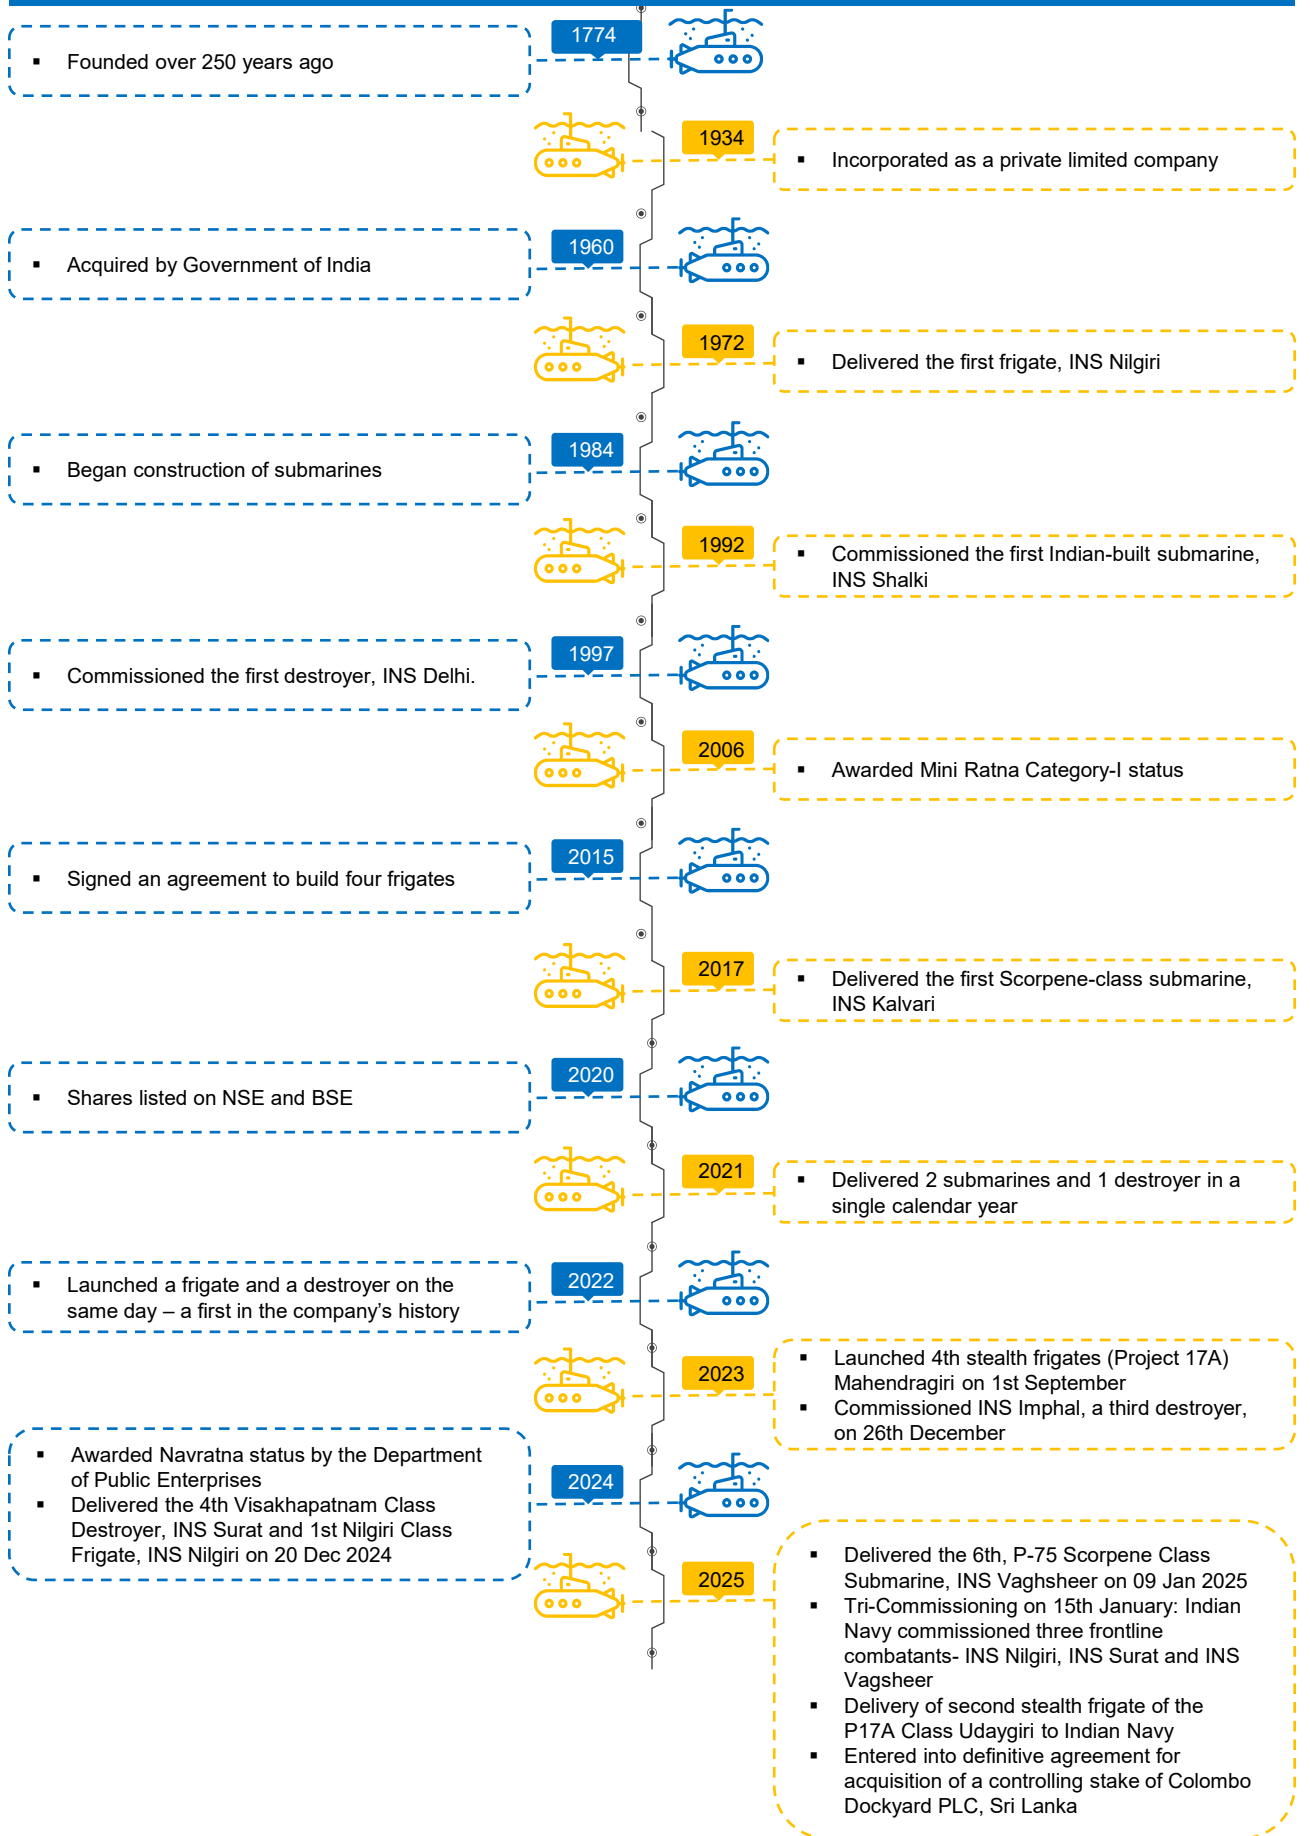 1774
▪ Founded over 250 years ago
1934
▪ Incorporated as a private limited company
1960
▪ Acquired by Government of India
1972
▪ Delivered the first frigate, INS Nilgiri
1984
▪ Began construction of submarines
1992
▪ Commissioned the first Indian-built submarine,
INS Shalki
1997
▪ Commissioned the first destroyer, INS Delhi.
2006
▪ Awarded Mini Ratna Category-I status
2015
▪ Signed an agreement to build four frigates
2017
▪ Delivered the first Scorpene-class submarine,
INS Kalvari
2020
▪ Shares listed on NSE and BSE
2021
▪ Delivered 2 submarines and 1 destroyer in a
single calendar year
2022
▪ Launched a frigate and a destroyer on the
same day – a first in the company’s history
2023
▪ Launched 4th stealth frigates (Project 17A)
Mahendragiri on 1st September
▪ Commissioned INS Imphal, a third destroyer,
on 26th December
2024
▪ Awarded Navratna status by the Department
of Public Enterprises
▪ Delivered the 4th Visakhapatnam Class
Destroyer, INS Surat and 1st Nilgiri Class
Frigate, INS Nilgiri on 20 Dec 2024
2025
▪ Delivered the 6th, P-75 Scorpene Class
Submarine, INS Vaghsheer on 09 Jan 2025
▪ Tri-Commissioning on 15th January: Indian
Navy commissioned three frontline
combatants- INS Nilgiri, INS Surat and INS
Vagsheer
▪ Delivery of second stealth frigate of the
P17A Class Udaygiri to Indian Navy
▪ Entered into definitive agreement for
acquisition of a controlling stake of Colombo
Dockyard PLC, Sri Lanka